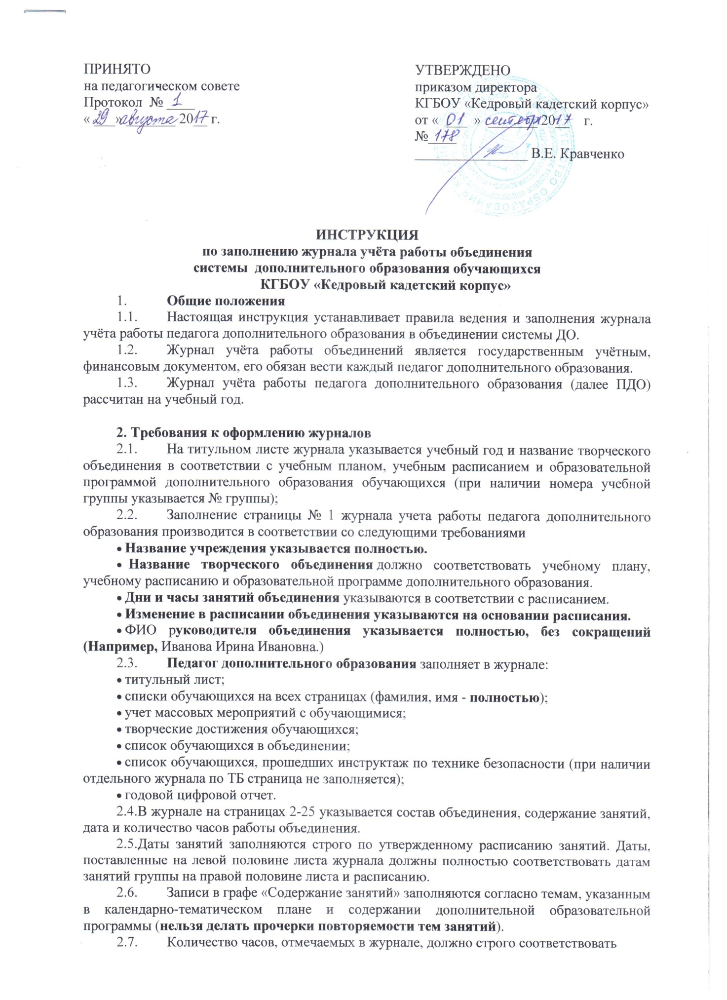 ПРИНЯТО
на педагогическом совете
Протокол № 1
« 29 » августа 2017 г.
УТВЕРЖДЕНО
приказом директора
КГБОУ «Кедровый кадетский корпус»
от « 01 » сентября 2017 г.
№ 178
В.Е. Кравченко
ИНСТРУКЦИЯ
по заполнению журнала учёта работы объединения
системы дополнительного образования обучающихся
КГБОУ «Кедровый кадетский корпус»
1. Общие положения
1.1. Настоящая инструкция устанавливает правила ведения и заполнения журнала
учёта работы педагога дополнительного образования в объединении системы ДО.
1.2. Журнал учёта работы объединений является государственным учётным,
финансовым документом, его обязан вести каждый педагог дополнительного образования.
1.3. Журнал учёта работы педагога дополнительного образования (далее ПДО)
рассчитан на учебный год.
2. Требования к оформлению журналов
2.1. На титульном листе журнала указывается учебный год и название творческого
объединения в соответствии с учебным планом, учебным расписанием и образовательной
программой дополнительного образования обучающихся (при наличии номера учебной
группы указывается № группы);
2.2. Заполнение страницы № 1 журнала учета работы педагога дополнительного
образования производится в соответствии со следующими требованиями
• Название учреждения указывается полностью.
• Название творческого объединения должно соответствовать учебному плану,
учебному расписанию и образовательной программе дополнительного образования.
• Дни и часы занятий объединения указываются в соответствии с расписанием.
• Изменение в расписании объединения указываются на основании расписания.
• ФИО руководителя объединения указывается полностью, без сокращений
(Например, Иванова Ирина Ивановна.)
2.3. Педагог дополнительного образования заполняет в журнале:
• титульный лист;
• списки обучающихся на всех страницах (фамилия, имя - полностью);
• учет массовых мероприятий с обучающимися;
• творческие достижения обучающихся;
• список обучающихся в объединении;
• список обучающихся, прошедших инструктаж по технике безопасности (при наличии
отдельного журнала по ТБ страница не заполняется);
• годовой цифровой отчет.
2.4.В журнале на страницах 2-25 указывается состав объединения, содержание занятий,
дата и количество часов работы объединения.
2.5.Даты занятий заполняются строго по утвержденному расписанию занятий. Даты,
поставленные на левой половине листа журнала должны полностью соответствовать датам
занятий группы на правой половине листа и расписанию.
2.6. Записи в графе «Содержание занятий» заполняются согласно темам, указанным
в календарно-тематическом плане и содержании дополнительной образовательной
программы (нельзя делать прочерки повторяемости тем занятий).
2.7. Количество часов, отмечаемых в журнале, должно строго соответствовать